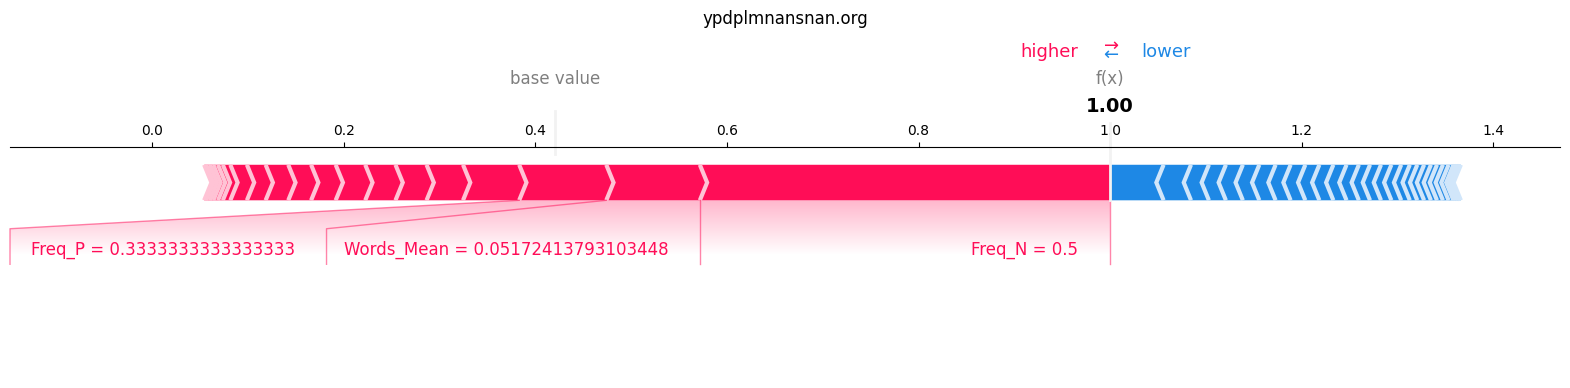 ypdplmnansnan.org
higher ⇄ lower
base value f(x)
1.00
0.0 0.2 0.4 0.6 0.8 1.0 1.2 1.4
Freq_P = 0.3333333333333333 Words_Mean = 0.05172413793103448 Freq_N = 0.5